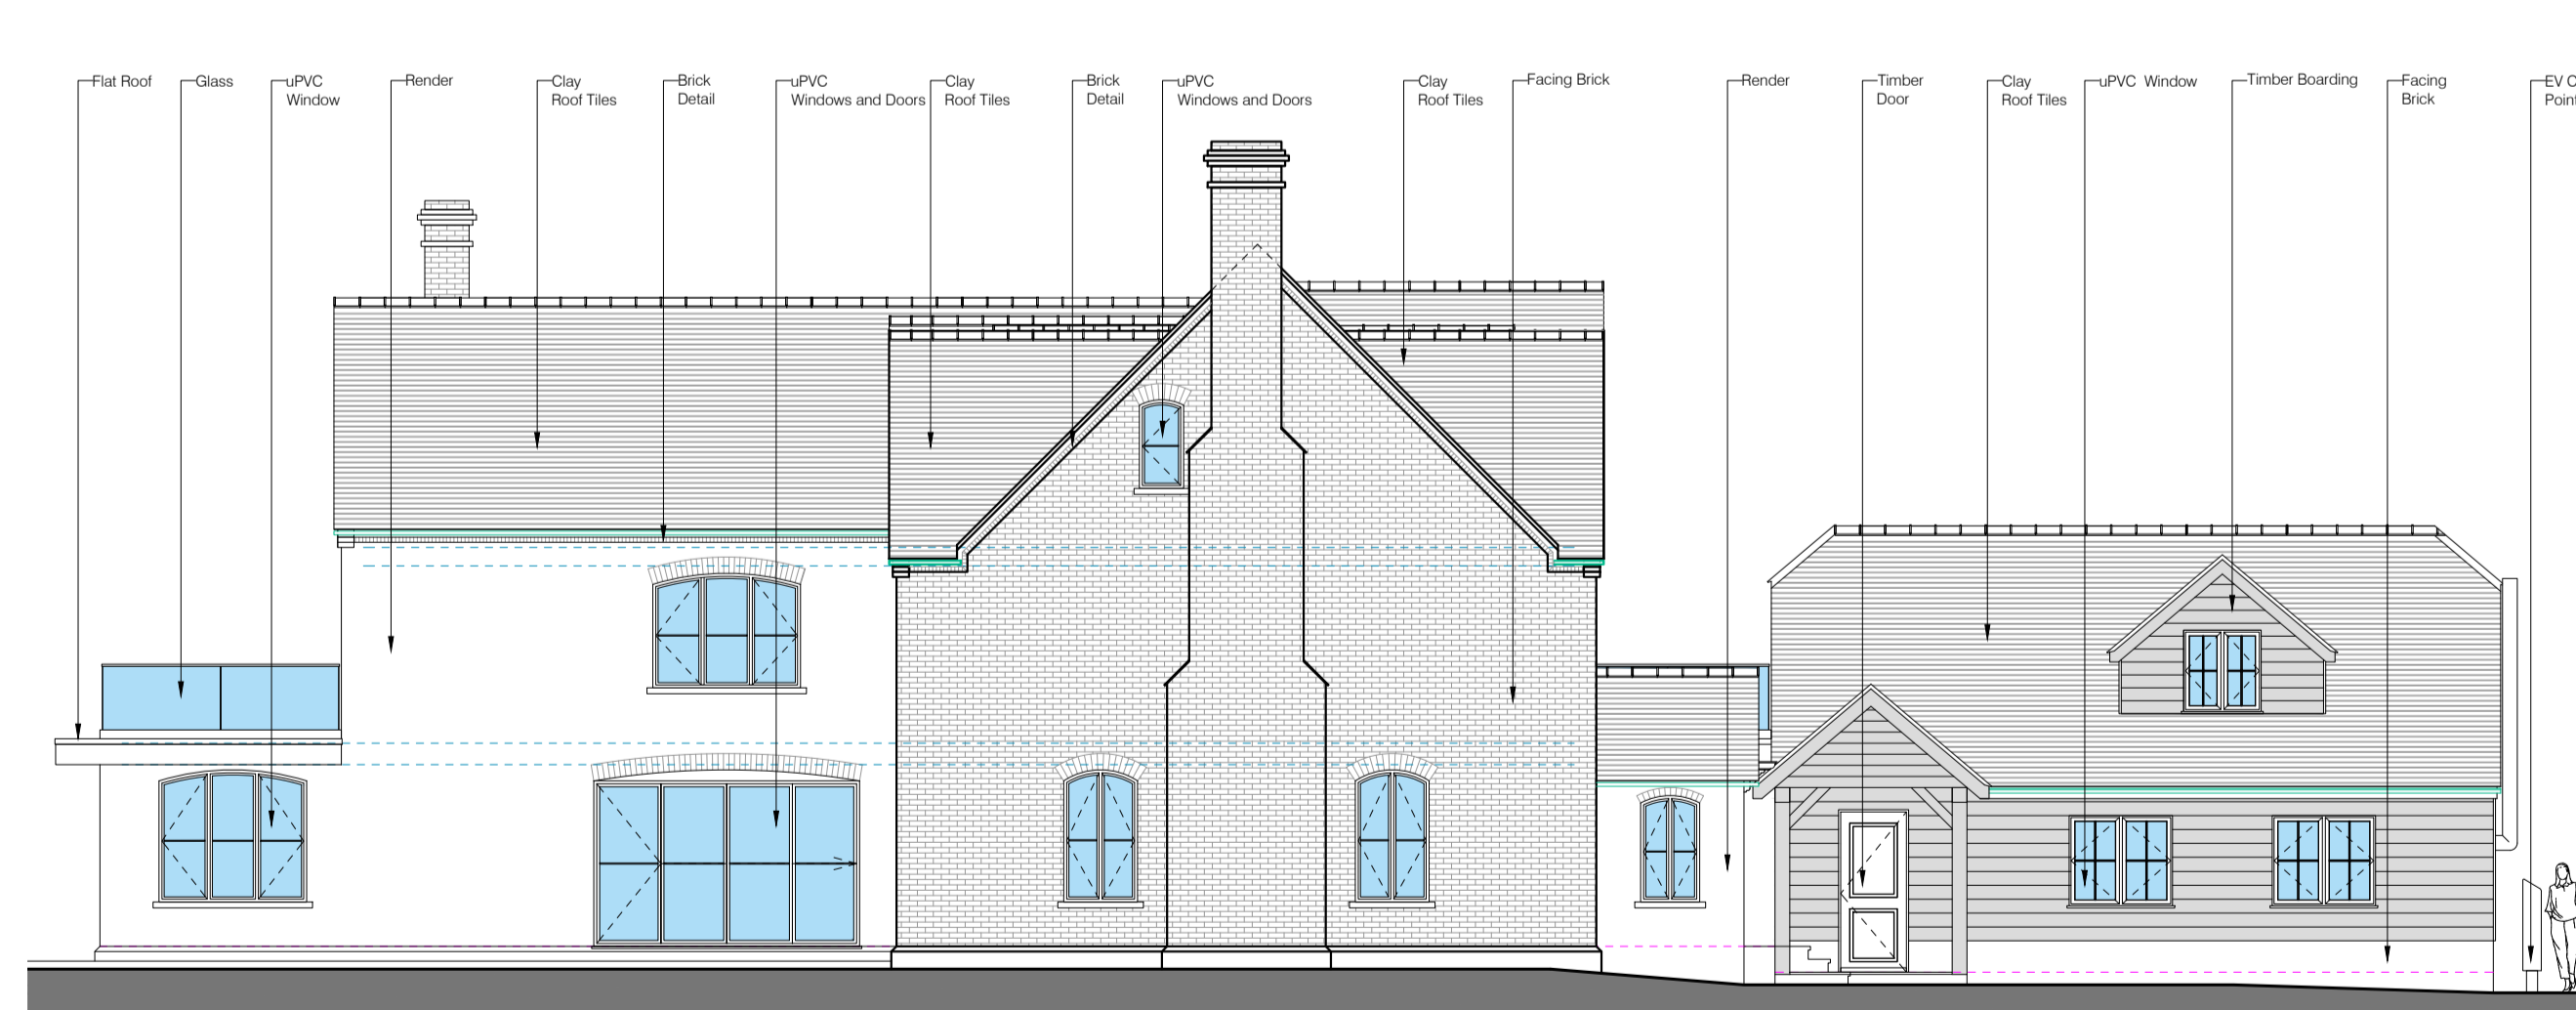 Flat Roof
Glass
uPVC
Window
Render
Clay
Roof Tiles
Brick
Detail
uPVC
Windows and Doors
Clay
Roof Tiles
Brick
Detail
uPVC
Windows and Doors
Clay
Roof Tiles
Facing Brick
Render
Timber
Door
Clay
Roof Tiles
uPVC Window
Timber Boarding
Facing
Brick
EV C
Point